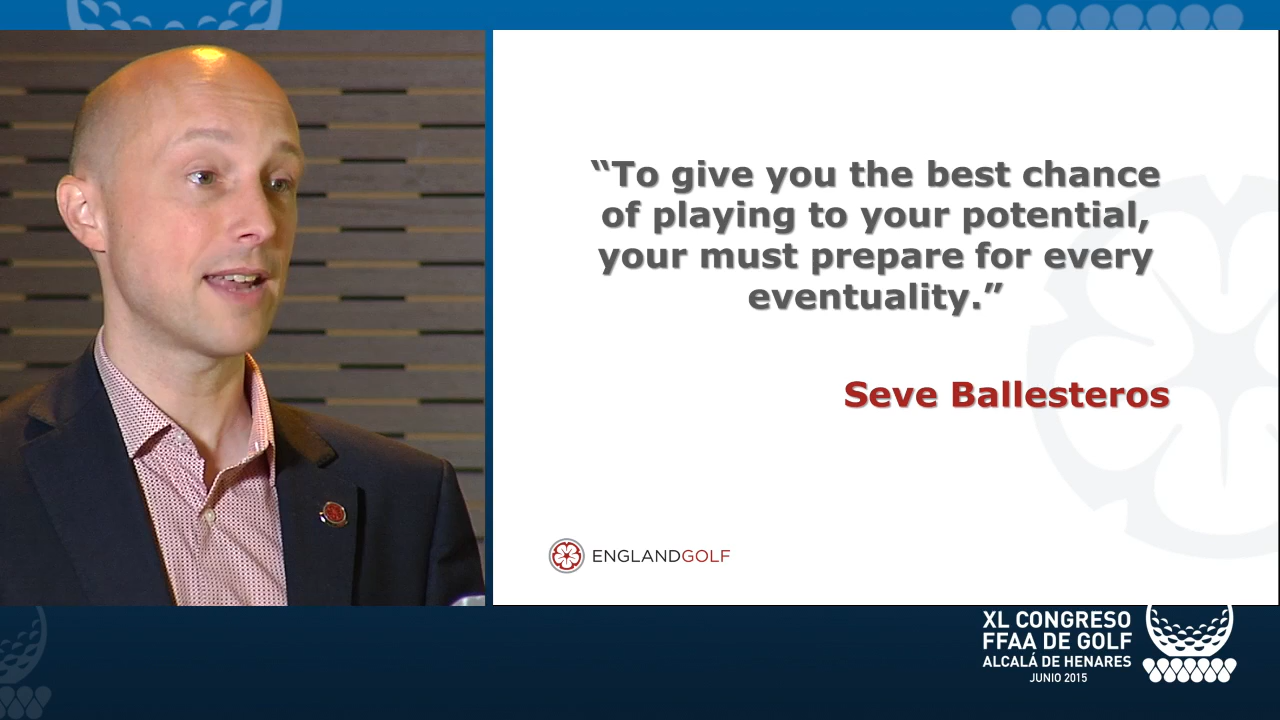 “To give you the best chance
of playing to your potential,
your must prepare for every
eventuality.”
Seve Ballesteros
ENGLANDGOLF
XL CONGRESO
FFAA DE GOLF
ALCALÁ DE HENARES
JUNIO 2015